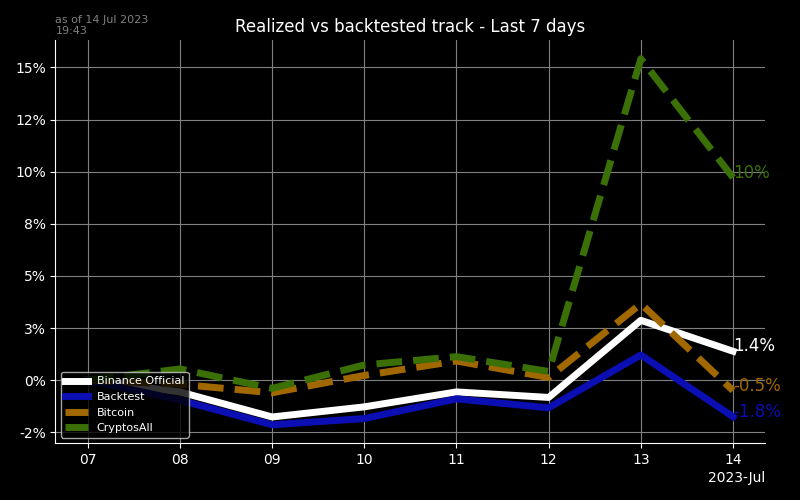 as of 14 Jul 2023
19:43
Realized vs backtested track - Last 7 days
15%
12%
10%
8%
5%
3%
0%
-2%
10%
1.4%
-0.5%
-1.8%
Binance Official
Backtest
Bitcoin
CryptosAll
07 08 09 10 11 12 13 14
2023-Jul